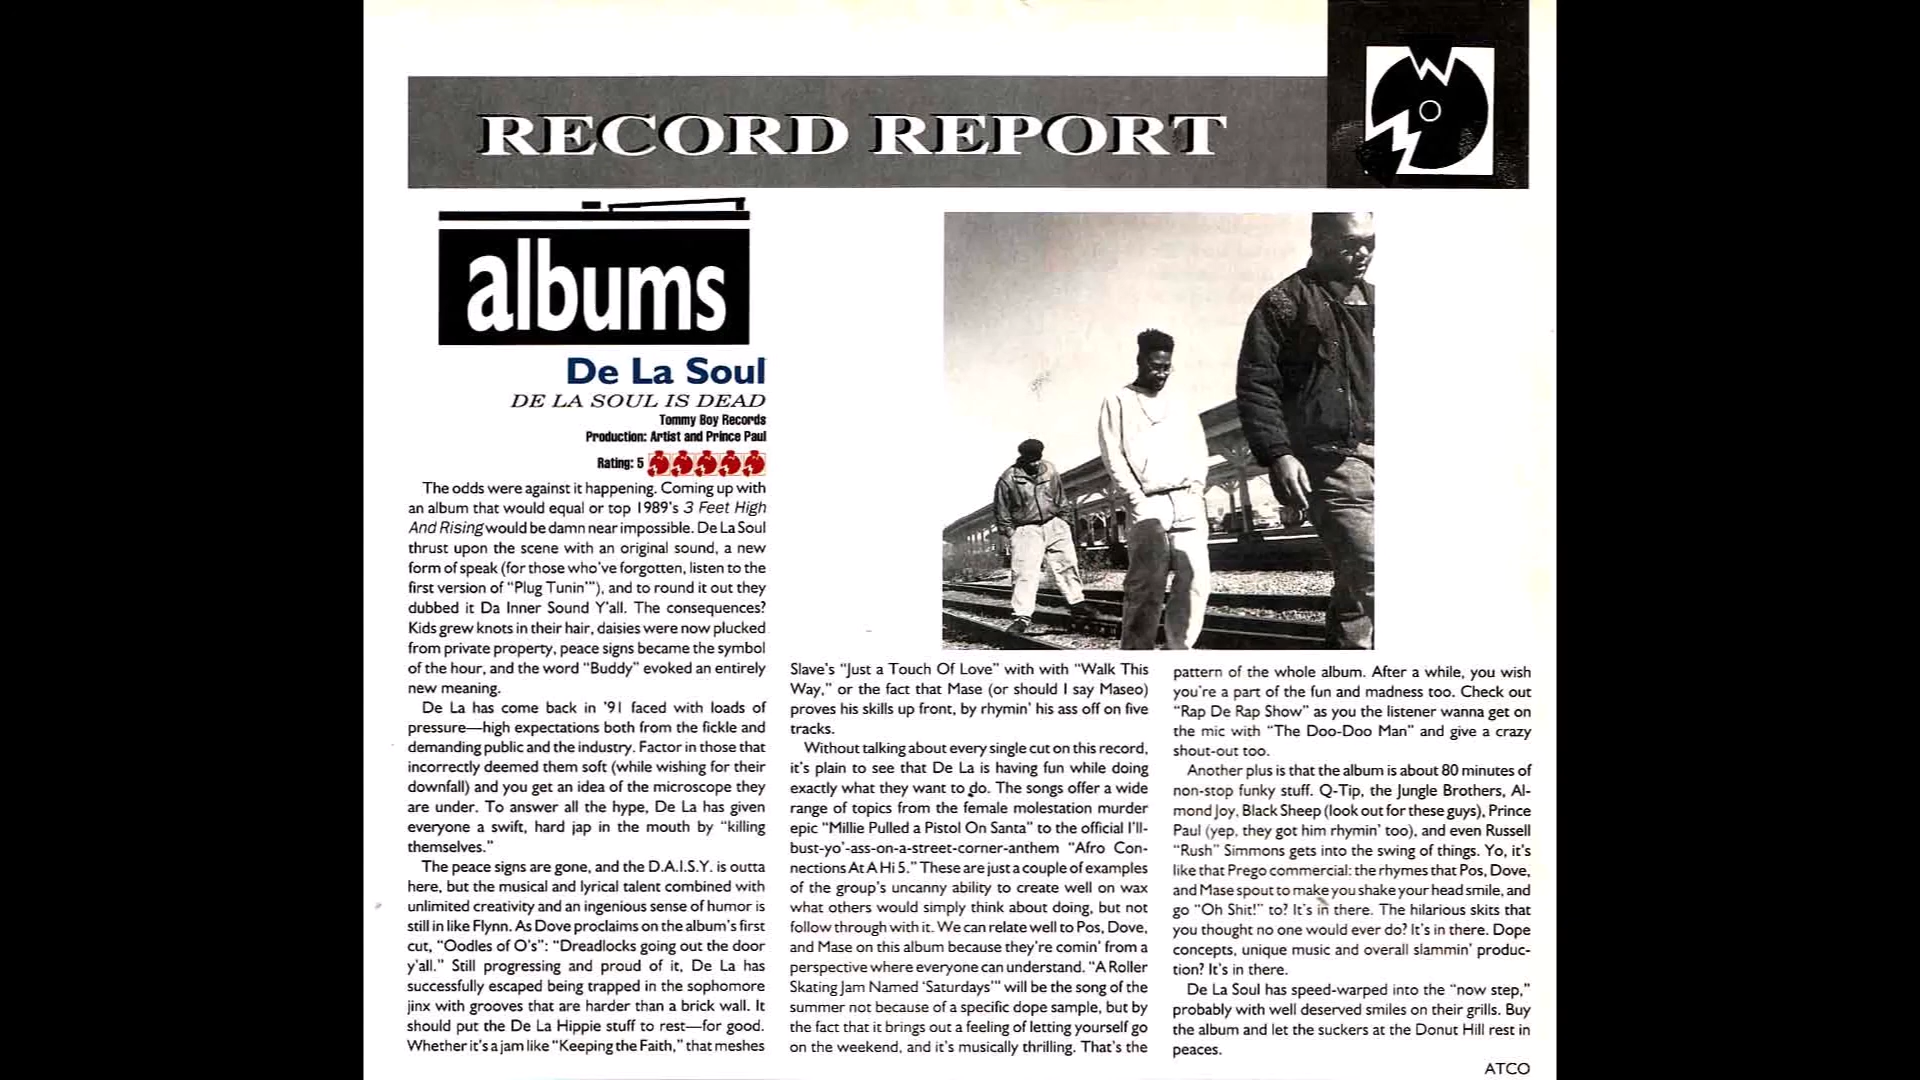 RECORD REPORT
albums
De La Soul
DE LA SOUL IS DEAD
Tommy Boy Records
Production: Artist and Prince Paul
Rating: 5
The odds were against it happening. Coming up with
an album that would equal or top 1989's 3 Feet High
And Rising would be damn near impossible. De La Soul
thrust upon the scene with an original sound, a new
form of speak (for those who've forgotten, listen to the
first version of "Plug Tunin'"), and to round it out they
dubbed it Da Inner Sound Y'all. The consequences?
Kids grew knots in their hair, daisies were now plucked
from private property, peace signs became the symbol
of the hour, and the word "Buddy" evoked an entirely
new meaning.
De La has come back in '91 faced with loads of
pressure—high expectations both from the fickle and
demanding public and the industry. Factor in those that
incorrectly deemed them soft (while wishing for their
downfall) and you get an idea of the microscope they
are under. To answer all the hype, De La has given
everyone a swift, hard jap in the mouth by "killing
themselves."
The peace signs are gone, and the D.A.I.S.Y. is outta
here, but the musical and lyrical talent combined with
unlimited creativity and an ingenious sense of humor is
still in like Flynn. As Dove proclaims on the album's first
cut, "Oodles of O's": "Dreadlocks going out the door
y'all." Still progressing and proud of it, De La has
successfully escaped being trapped in the sophomore
jinx with grooves that are harder than a brick wall. It
should put the De La Hippie stuff to rest—for good.
Whether it's a jam like "Keeping the Faith," that meshes
Slave's "Just a Touch Of Love" with with "Walk This
Way," or the fact that Mase (or should I say Maseo)
proves his skills up front, by rhymin' his ass off on five
tracks.
Without talking about every single cut on this record,
it's plain to see that De La is having fun while doing
exactly what they want to do. The songs offer a wide
range of topics from the female molestation murder
epic "Millie Pulled a Pistol On Santa" to the official I'll-
bust-yo'-ass-on-a-street-corner-anthem "Afro Con-
nections At A Hi 5." These are just a couple of examples
of the group's uncanny ability to create well on wax
what others would simply think about doing, but not
follow through with it. We can relate well to Pos, Dove,
and Mase on this album because they're comin' from a
perspective where everyone can understand. "A Roller
Skating Jam Named 'Saturdays'" will be the song of the
summer not because of a specific dope sample, but by
the fact that it brings out a feeling of letting yourself go
on the weekend, and it's musically thrilling. That's the
pattern of the whole album. After a while, you wish
you're a part of the fun and madness too. Check out
"Rap De Rap Show" as you the listener wanna get on
the mic with "The Doo-Doo Man" and give a crazy
shout-out too.
Another plus is that the album is about 80 minutes of
non-stop funky stuff. Q-Tip, the Jungle Brothers, Al-
mond Joy, Black Sheep (look out for these guys), Prince
Paul (yep, they got him rhymin' too), and even Russell
"Rush" Simmons gets into the swing of things. Yo, it's
like that Prego commercial: the rhymes that Pos, Dove,
and Mase spout to make you shake your head smile, and
go "Oh Shit!" to? It's in there. The hilarious skits that
you thought no one would ever do? It's in there. Dope
concepts, unique music and overall slammin' produc-
tion? It's in there.
De La Soul has speed-warped into the "now step,"
probably with well deserved smiles on their grills. Buy
the album and let the suckers at the Donut Hill rest in
peaces.
ATCO